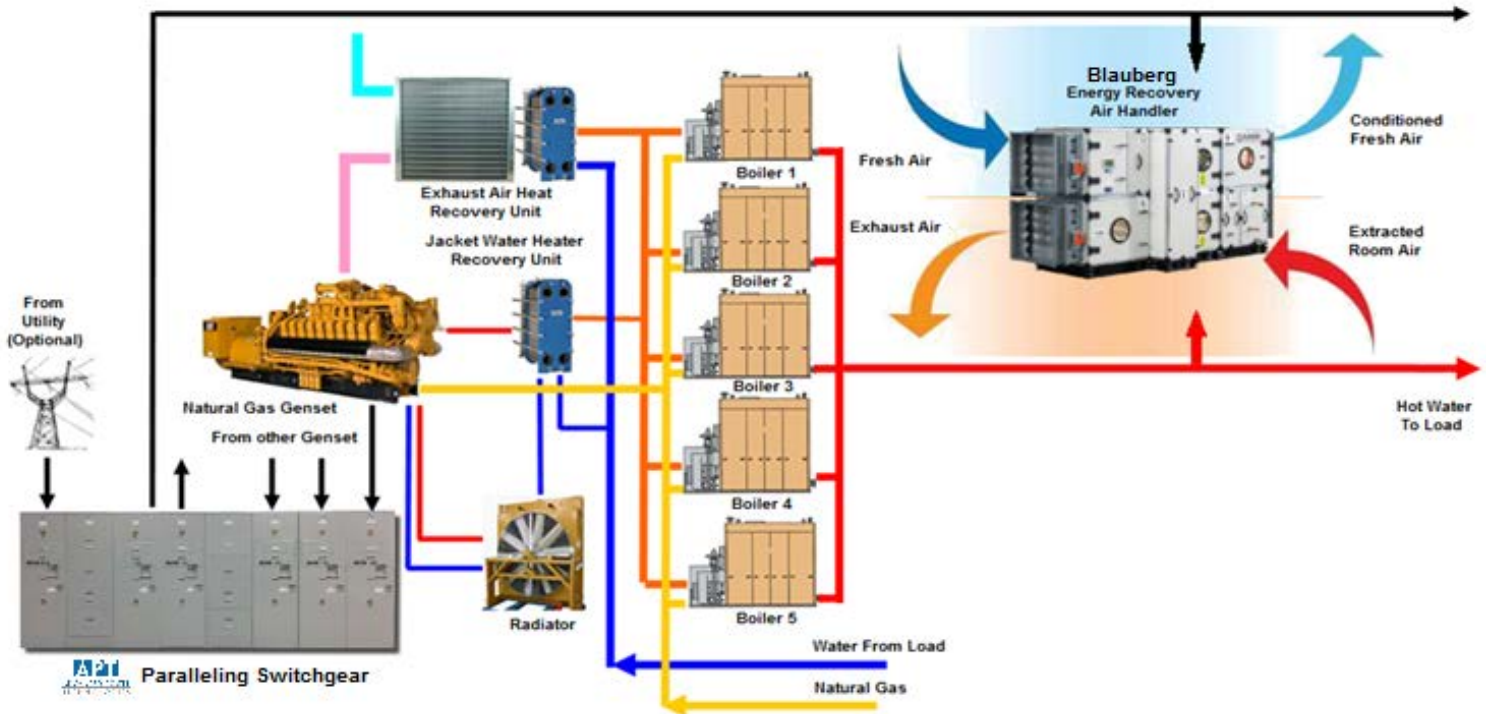 Blauberg
Energy Recovery
Air Handler
Conditioned
Fresh Air
Fresh Air
Exhaust Air
Extracted
Room Air
Exhaust Air Heat
Recovery Unit
Jacket Water Heater
Recovery Unit
Boiler 1
Boiler 2
Boiler 3
Boiler 4
Boiler 5
From
Utility
(Optional)
Natural Gas Genset
From other Genset
Radiator
Hot Water
To Load
Water From Load
Natural Gas
APT
Paralleling Switchgear